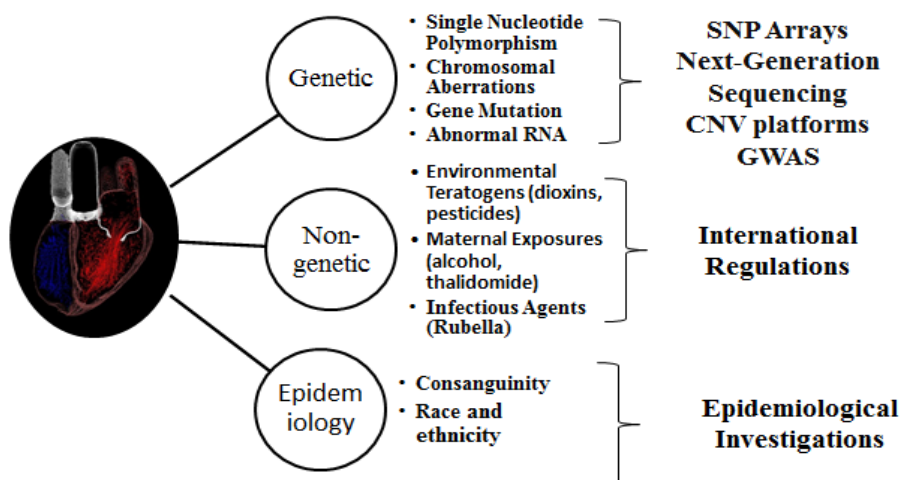 Genetic
• Single Nucleotide
Polymorphism
• Chromosomal
Aberrations
• Gene Mutation
• Abnormal RNA
SNP Arrays
Next-Generation
Sequencing
CNV platforms
GWAS
Non-
genetic
• Environmental
Teratogens (dioxins,
pesticides)
• Maternal Exposures
(alcohol,
thalidomide)
• Infectious Agents
(Rubella)
International
Regulations
Epidem
iology
• Consanguinity
• Race and
ethnicity
Epidemiological
Investigations